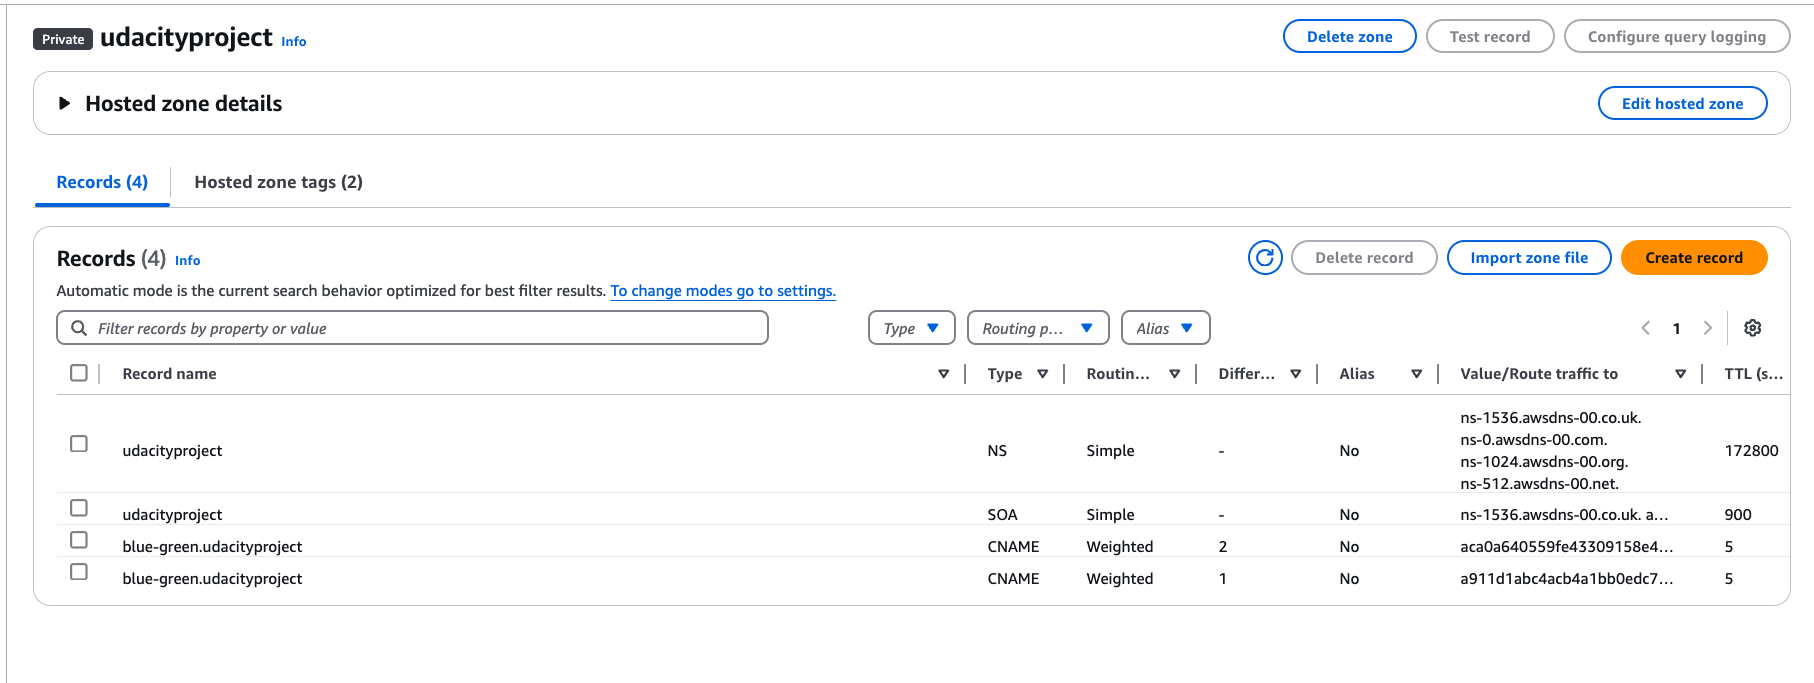 Private udacityproject Info Delete zone Test record Configure query logging
Hosted zone details Edit hosted zone
Records (4) Hosted zone tags (2)
Records (4) Info Delete record Import zone file Create record
Automatic mode is the current search behavior optimized for best filter results. To change modes go to settings.
Filter records by property or value Type Routing p... Alias 1
Record name Type Routin... Differ... Alias Value/Route traffic to TTL (s...
ns-1536.awsdns-00.co.uk.
ns-0.awsdns-00.com.
udacityproject NS Simple - No 172800
ns-1024.awsdns-00.org.
ns-512.awsdns-00.net.
udacityproject SOA Simple - No ns-1536.awsdns-00.co.uk. a... 900
blue-green.udacityproject CNAME Weighted 2 No aca0a640559fe43309158e4... 5
blue-green.udacityproject CNAME Weighted 1 No a911d1abc4acb4a1bb0edc7... 5